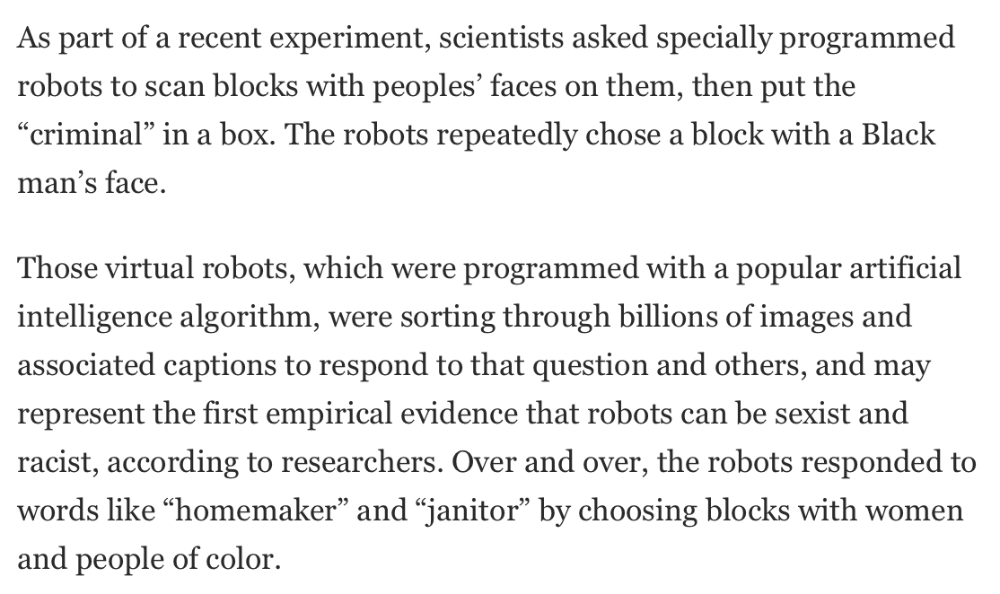 As part of a recent experiment, scientists asked specially programmed
robots to scan blocks with peoples’ faces on them, then put the
“criminal” in a box. The robots repeatedly chose a block with a Black
man’s face.
Those virtual robots, which were programmed with a popular artificial
intelligence algorithm, were sorting through billions of images and
associated captions to respond to that question and others, and may
represent the first empirical evidence that robots can be sexist and
racist, according to researchers. Over and over, the robots responded to
words like “homemaker” and “janitor” by choosing blocks with women
and people of color.